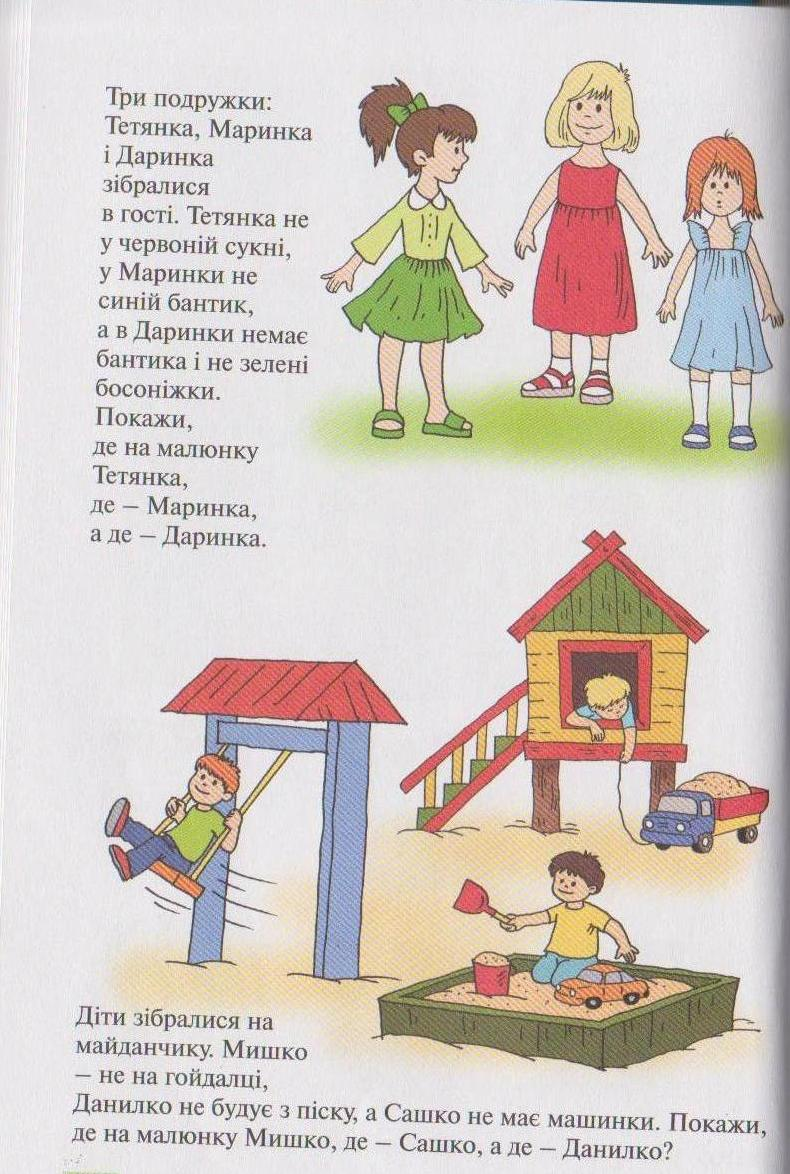 Три подружки:
Тетянка, Маринка
і Даринка
зібралися
в гості. Тетянка не
у червоній сукні,
у Маринки не
синій бантик,
а в Даринки немає
бантика і не зелені
босоніжки.
Покажи,
де на малюнку
Тетянка,
де – Маринка,
а де – Даринка.
Діти зібралися на
майданчику. Мишко
– не на гойдалці,
Данилко не будує з піску, а Сашко не має машинки. Покажи,
де на малюнку Мишко, де – Сашко, а де – Данилко?